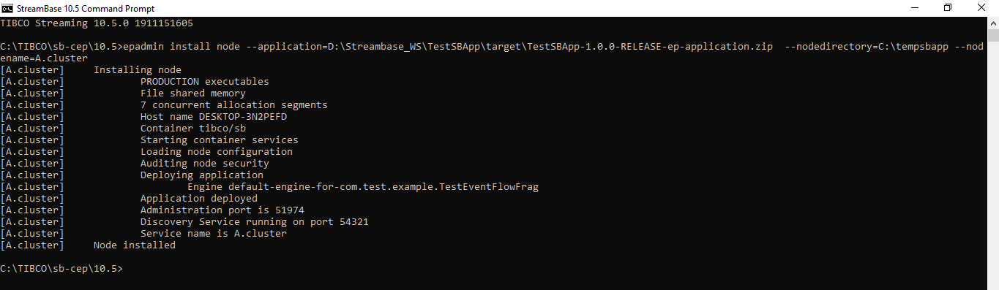 StreamBase 10.5 Command Prompt
TIBCO Streaming 10.5.0 1911151605
C:\TIBCO\sb-cep\10.5>epadmin install node --application=D:\Streambase_WS\TestSBApp\target\TestSBApp-1.0.0-RELEASE-ep-application.zip  --nodedirectory=C:\tempsbapp --nod
ename=A.cluster
[A.cluster]     Installing node
[A.cluster]             PRODUCTION executables
[A.cluster]             File shared memory
[A.cluster]             7 concurrent allocation segments
[A.cluster]             Host name DESKTOP-3N2PEFD
[A.cluster]             Container tibco/sb
[A.cluster]             Starting container services
[A.cluster]             Loading node configuration
[A.cluster]             Auditing node security
[A.cluster]             Deploying application
[A.cluster]                     Engine default-engine-for-com.test.example.TestEventFlowFrag
[A.cluster]             Application deployed
[A.cluster]             Administration port is 51974
[A.cluster]             Discovery Service running on port 54321
[A.cluster]             Service name is A.cluster
[A.cluster]     Node installed
C:\TIBCO\sb-cep\10.5>